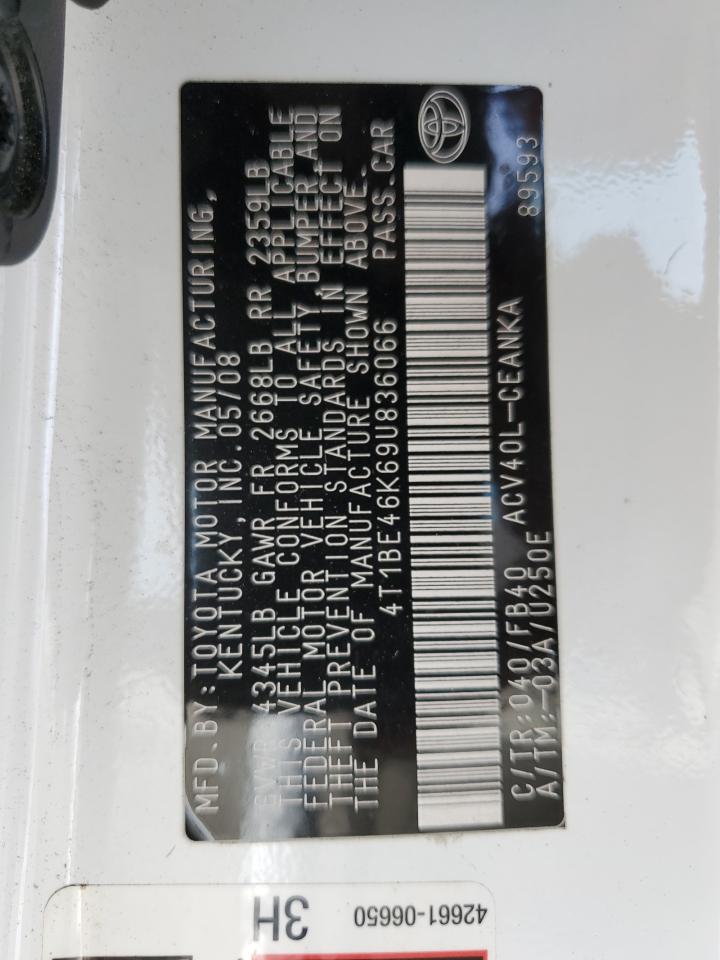 MFD.BY:TOYOTA MOTOR MANUFACTURING,
KENTUCKY,INC.05/08
GVWR 4345LB GAWR FR 2668LB RR 2359LB
THIS VEHICLE CONFORMS TO ALL APPLICABLE
FEDERAL MOTOR VEHICLE SAFETY, BUMPER,AND
THEFT PREVENTION STANDARDS IN EFFECT ON
THE DATE OF MANUFACTURE SHOWN ABOVE.
4T1BE46K69U836066 PASS.CAR
C/TR:040/FB40 ACV40L-CEANKA 89593
A/TM:-03A/U250E
3H 42661-06650